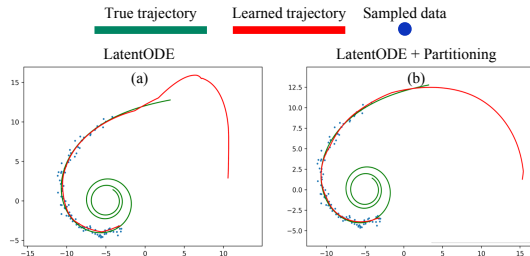 True trajectory Learned trajectory Sampled data
LatentODE LatentODE + Partitioning
(a) (b)
15
10
5
0
−5
−15 −10 −5 0 5 10
12.5
10.0
7.5
5.0
2.5
0.0
−2.5
−5.0
−10 −5 0 5 10 15